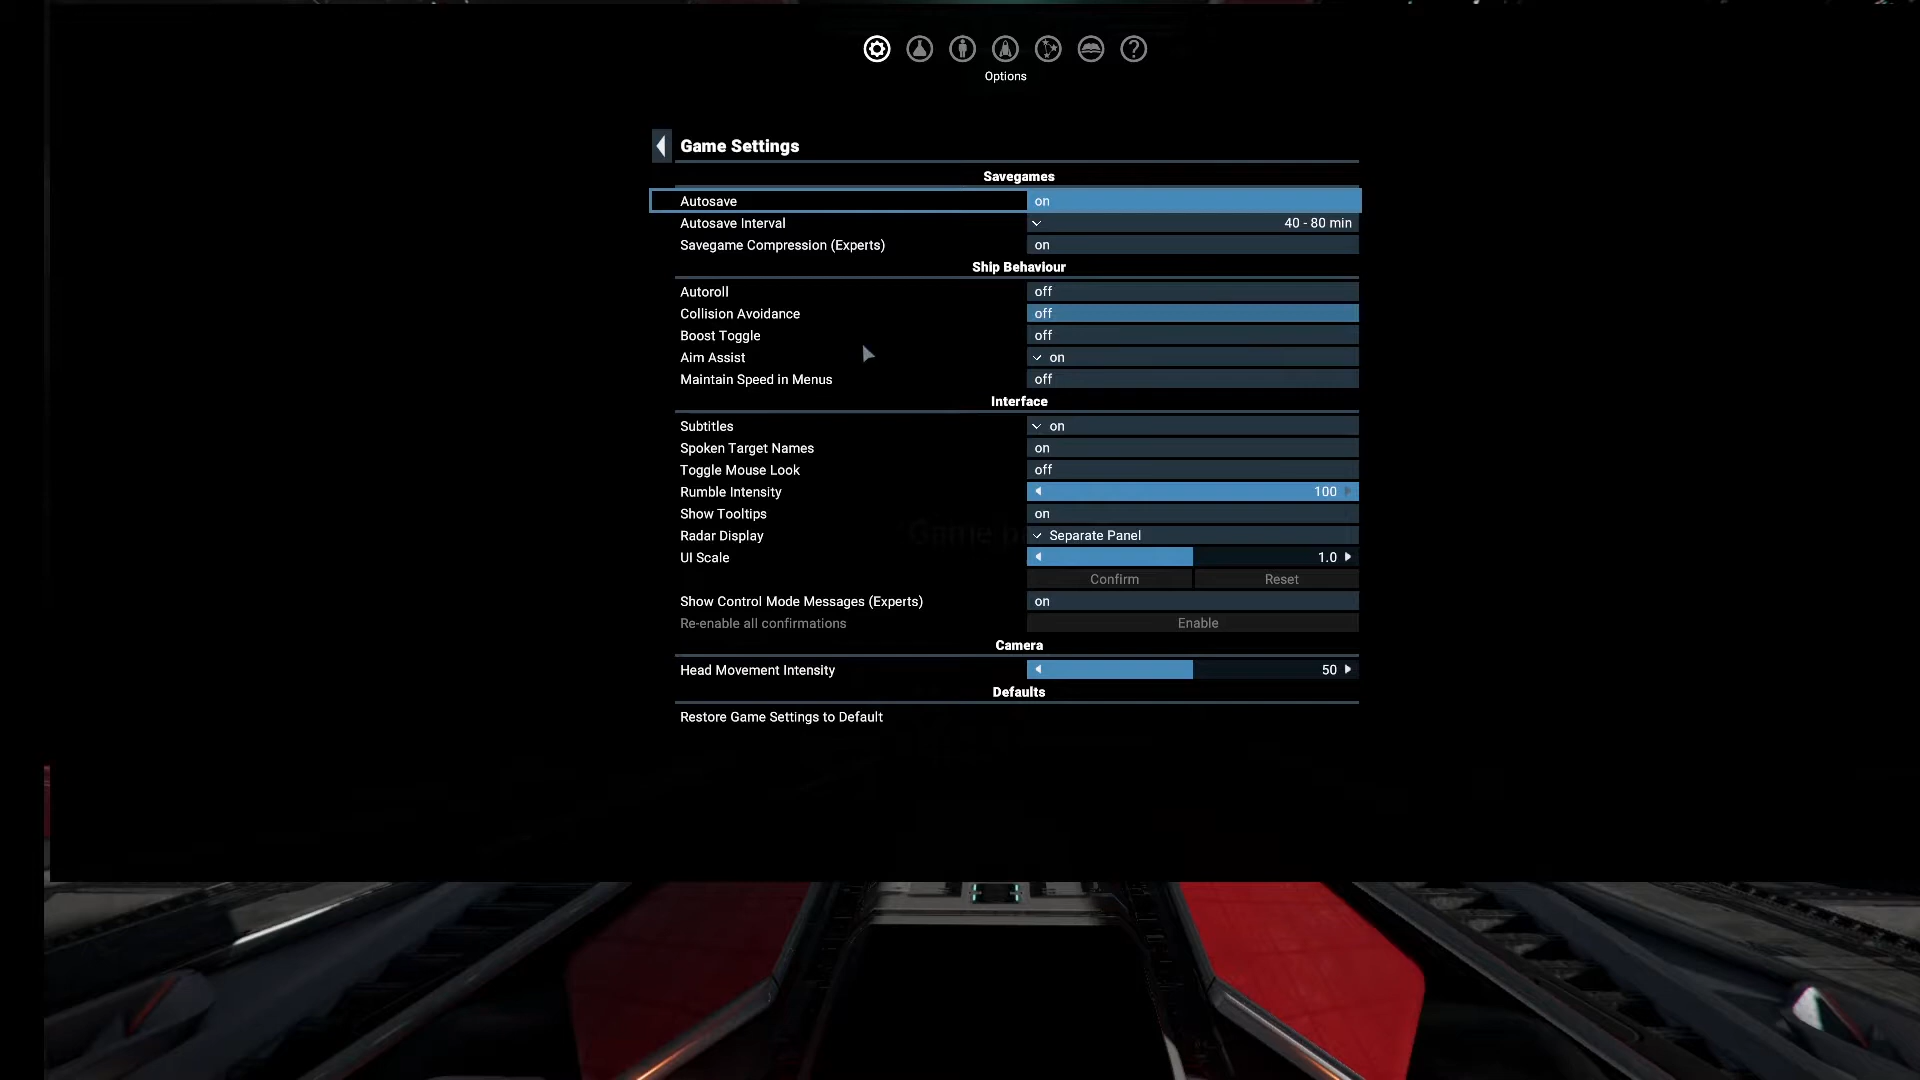 Options
Game Settings
Savegames
Autosave on
Autosave Interval 40 - 80 min
Savegame Compression (Experts) on
Ship Behaviour
Autoroll off
Collision Avoidance off
Boost Toggle off
Aim Assist on
Maintain Speed in Menus off
Interface
Subtitles on
Spoken Target Names on
Toggle Mouse Look off
Rumble Intensity 100
Show Tooltips on
Radar Display Separate Panel
UI Scale 1.0
Confirm Reset
Show Control Mode Messages (Experts) on
Re-enable all confirmations Enable
Camera
Head Movement Intensity 50
Defaults
Restore Game Settings to Default